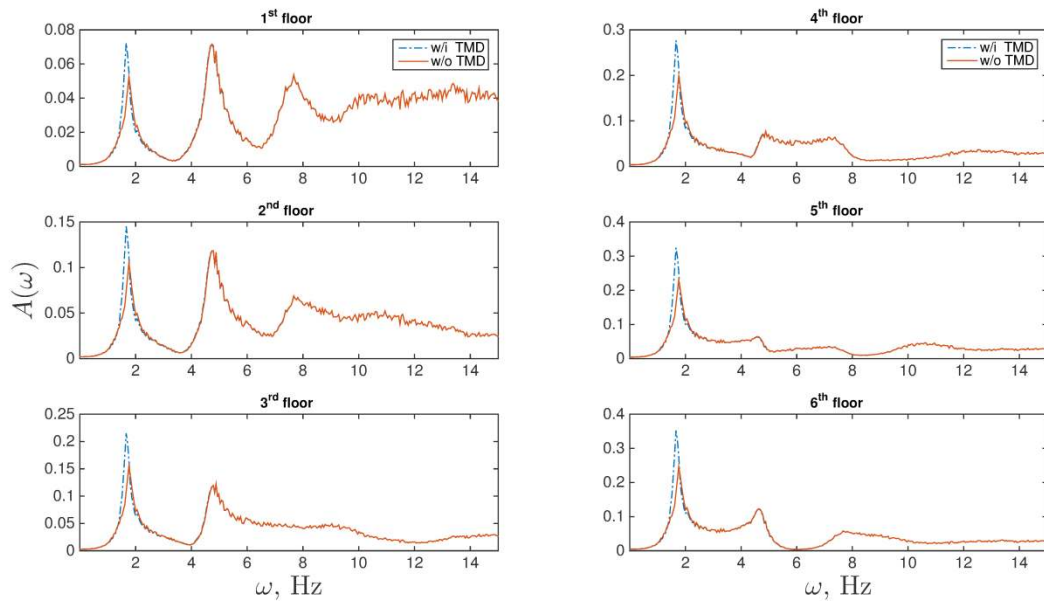 1st floor
0.08
0.06
0.04
0.02
0
2 4 6 8 10 12 14
w/i TMD
w/o TMD
2nd floor
0.15
0.1
0.05
0
2 4 6 8 10 12 14
A(ω)
3rd floor
0.25
0.2
0.15
0.1
0.05
0
2 4 6 8 10 12 14
ω, Hz
4th floor
0.3
0.2
0.1
0
2 4 6 8 10 12 14
w/i TMD
w/o TMD
5th floor
0.4
0.3
0.2
0.1
0
2 4 6 8 10 12 14
6th floor
0.4
0.3
0.2
0.1
0
2 4 6 8 10 12 14
ω, Hz